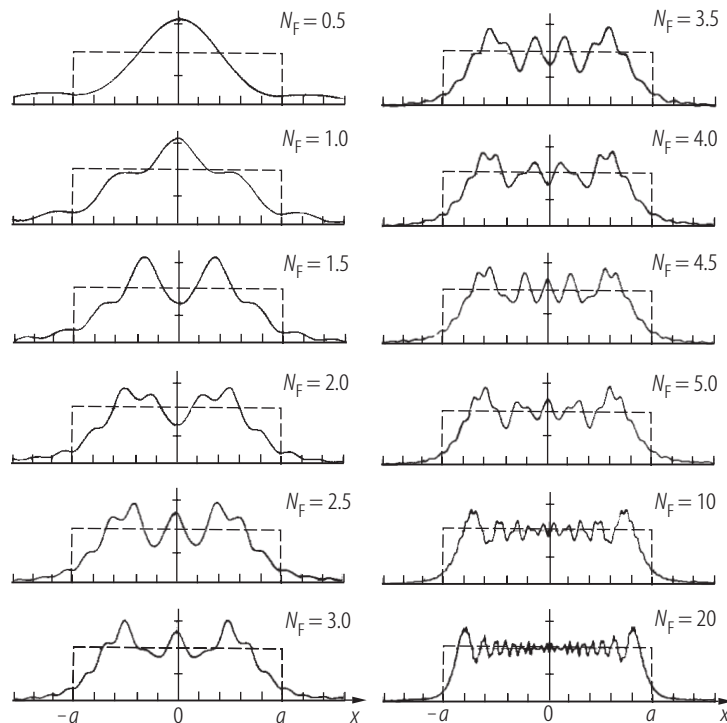 N_F = 0.5
N_F = 1.0
N_F = 1.5
N_F = 2.0
N_F = 2.5
N_F = 3.0
−a 0 a x
N_F = 3.5
N_F = 4.0
N_F = 4.5
N_F = 5.0
N_F = 10
N_F = 20
−a 0 a x